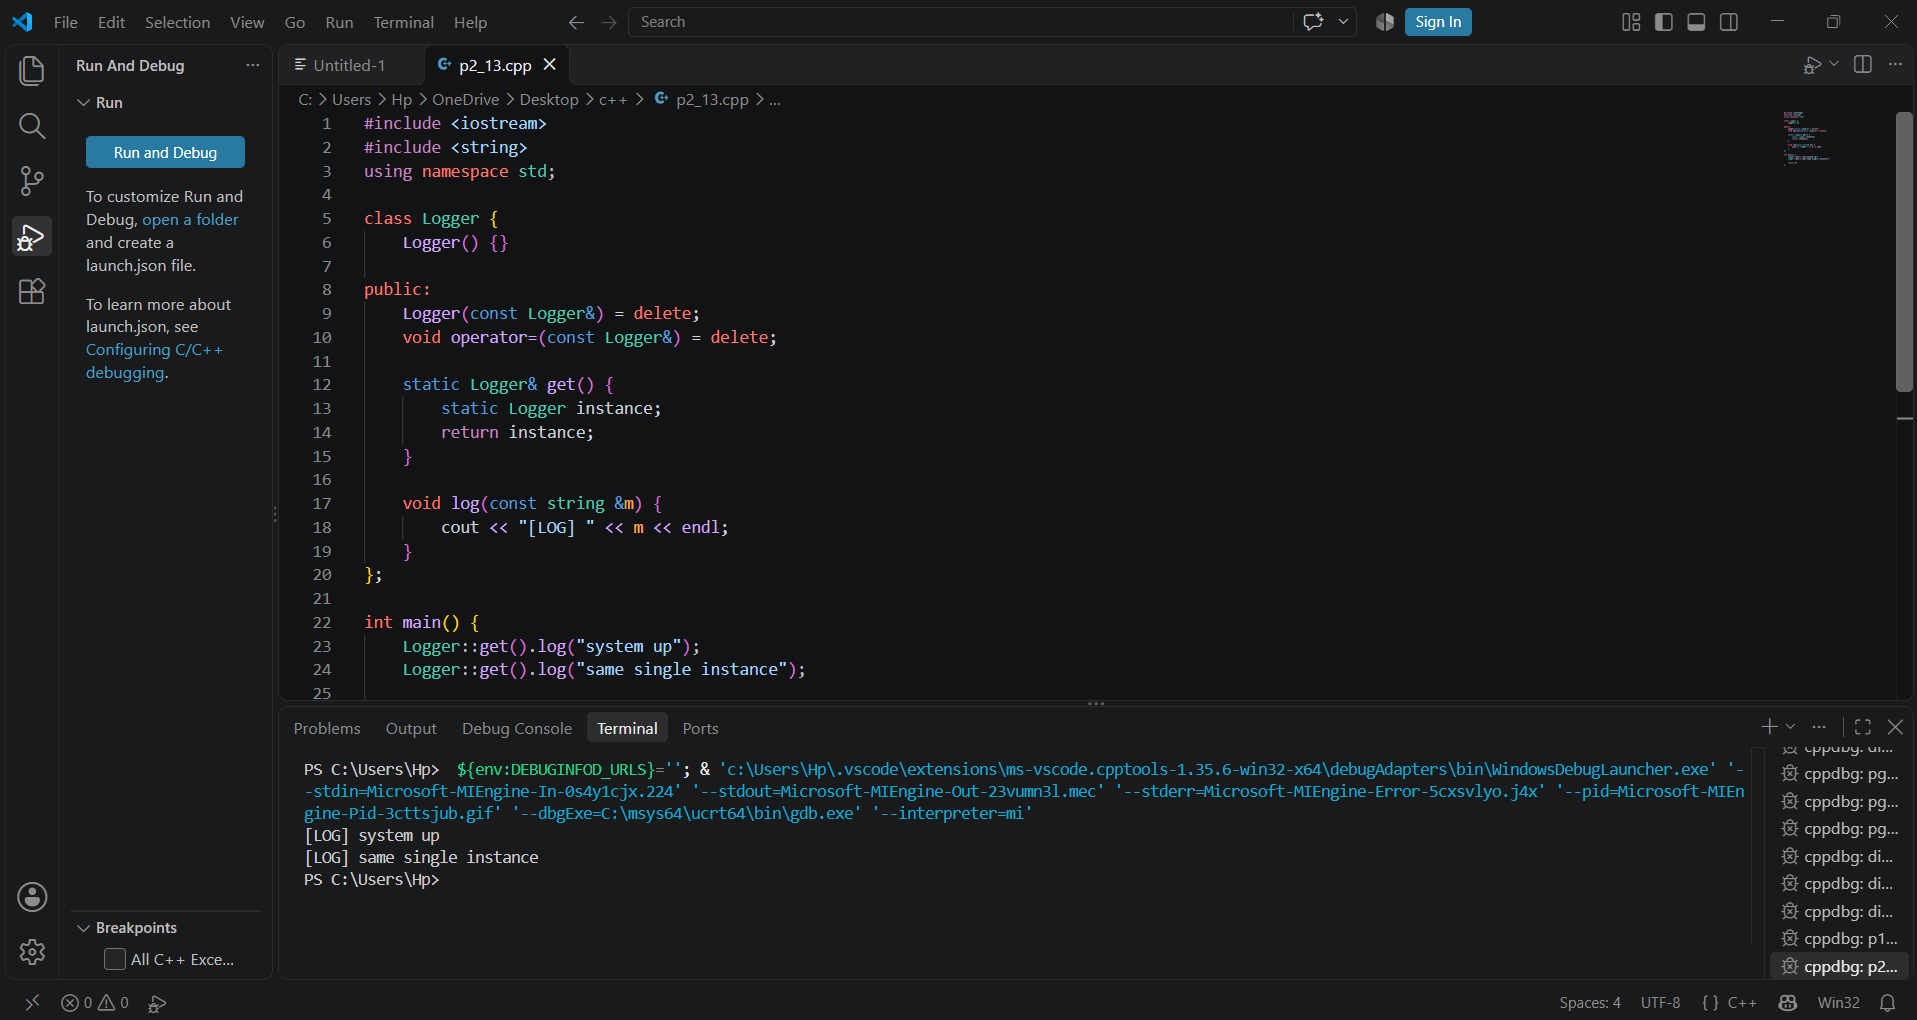 File Edit Selection View Go Run Terminal Help
Search
Sign In
Run And Debug
Run
Run and Debug
To customize Run and
Debug, open a folder
and create a
launch.json file.
To learn more about
launch.json, see
Configuring C/C++
debugging.
Breakpoints
All C++ Exce...
Untitled-1
p2_13.cpp
C: > Users > Hp > OneDrive > Desktop > c++ > p2_13.cpp > ...
1 #include <iostream>
2 #include <string>
3 using namespace std;
4
5 class Logger {
6     Logger() {}
7
8 public:
9     Logger(const Logger&) = delete;
10     void operator=(const Logger&) = delete;
11
12     static Logger& get() {
13         static Logger instance;
14         return instance;
15     }
16
17     void log(const string &m) {
18         cout << "[LOG] " << m << endl;
19     }
20 };
21
22 int main() {
23     Logger::get().log("system up");
24     Logger::get().log("same single instance");
25
Problems Output Debug Console Terminal Ports
PS C:\Users\Hp>  ${env:DEBUGINFOD_URLS}=''; & 'c:\Users\Hp\.vscode\extensions\ms-vscode.cpptools-1.35.6-win32-x64\debugAdapters\bin\WindowsDebugLauncher.exe' '-
-stdin=Microsoft-MIEngine-In-0s4y1cjx.224' '--stdout=Microsoft-MIEngine-Out-23vumn3l.mec' '--stderr=Microsoft-MIEngine-Error-5cxsvlyo.j4x' '--pid=Microsoft-MIEn
gine-Pid-3cttsjub.gif' '--dbgExe=C:\msys64\ucrt64\bin\gdb.exe' '--interpreter=mi'
[LOG] system up
[LOG] same single instance
PS C:\Users\Hp>
cppdbg: di...
cppdbg: pg...
cppdbg: pg...
cppdbg: pg...
cppdbg: di...
cppdbg: di...
cppdbg: di...
cppdbg: p1...
cppdbg: p2...
0 0
Spaces: 4 UTF-8 {} C++ Win32